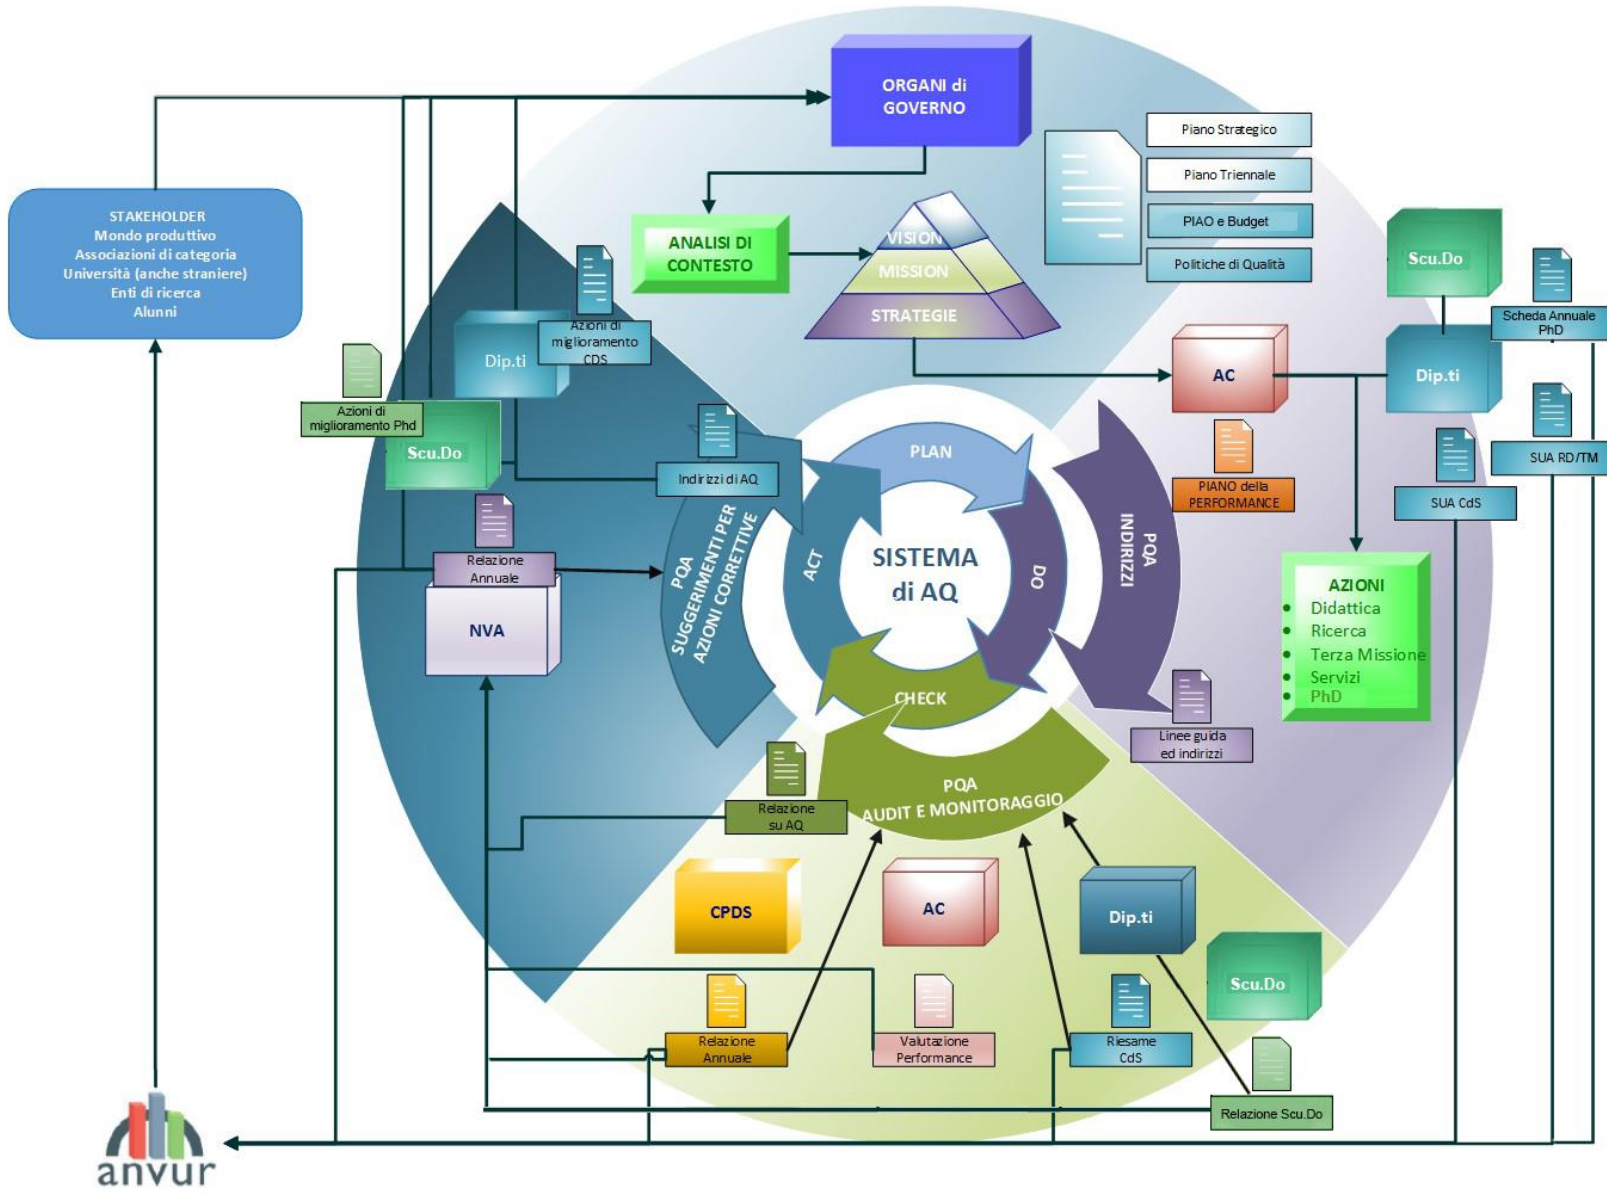 ORGANI di
GOVERNO
Piano Strategico
Piano Triennale
PIAO e Budget
Politiche di Qualità
STAKEHOLDER
Mondo produttivo
Associazioni di categoria
Università (anche straniere)
Enti di ricerca
Alunni
ANALISI DI
CONTESTO
VISION
MISSION
STRATEGIE
Scu.Do
Scheda Annuale
PhD
Dip.ti
Azioni di
miglioramento
CDS
AC
Dip.ti
Azioni di
miglioramento Phd
Scu.Do
Indirizzi di AQ
PIANO della
PERFORMANCE
SUA RD/TM
SUA CdS
PLAN
DO
CHECK
ACT
SISTEMA
di AQ
PQA
INDIRIZZI
PQA
SUGGERIMENTI PER
AZIONI CORRETTIVE
Relazione
Annuale
NVA
AZIONI
• Didattica
• Ricerca
• Terza Missione
• Servizi
• PhD
Linee guida
ed indirizzi
PQA
AUDIT E MONITORAGGIO
Relazione
su AQ
CPDS
AC
Dip.ti
Scu.Do
Relazione
Annuale
Valutazione
Performance
Riesame
CdS
Relazione Scu.Do
anvur